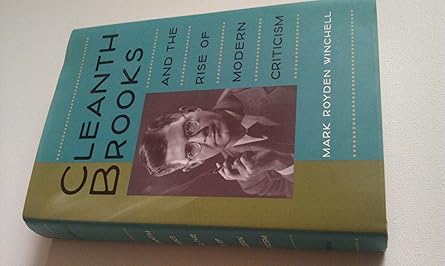 CLEANTH
BROOKS
AND THE
RISE OF
MODERN
CRITICISM
MARK ROYDEN WINCHELL